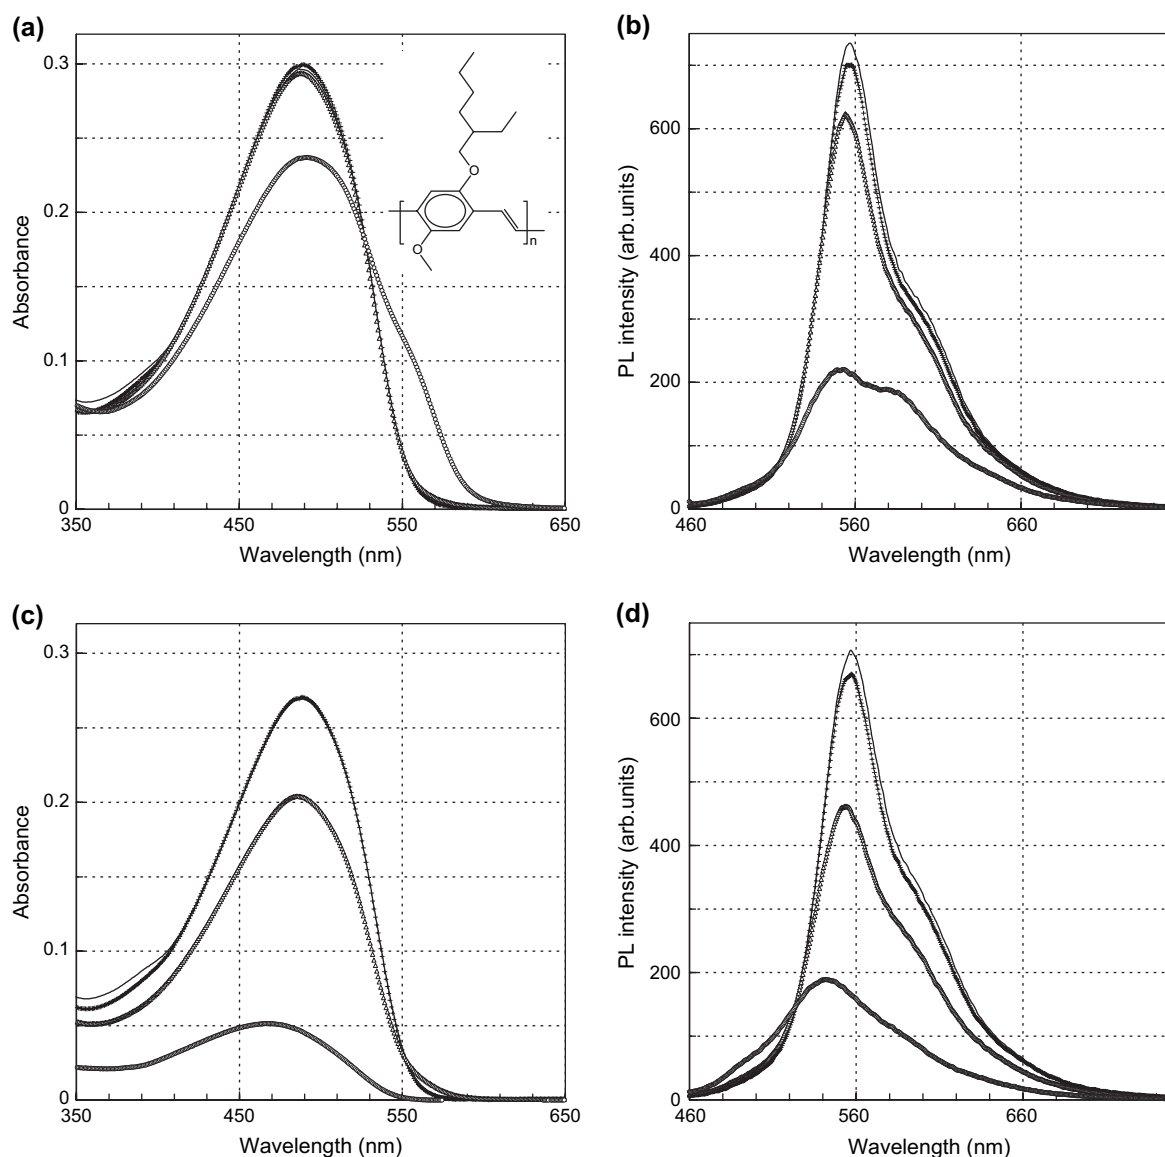 (a)
0.3
0.2
0.1
0
350
450
550
650
Absorbance
Wavelength (nm)
O
O
n
(b)
600
400
200
0
460
560
660
PL intensity (arb.units)
Wavelength (nm)
(c)
0.3
0.2
0.1
0
350
450
550
650
Absorbance
Wavelength (nm)
(d)
600
400
200
0
460
560
660
PL intensity (arb.units)
Wavelength (nm)